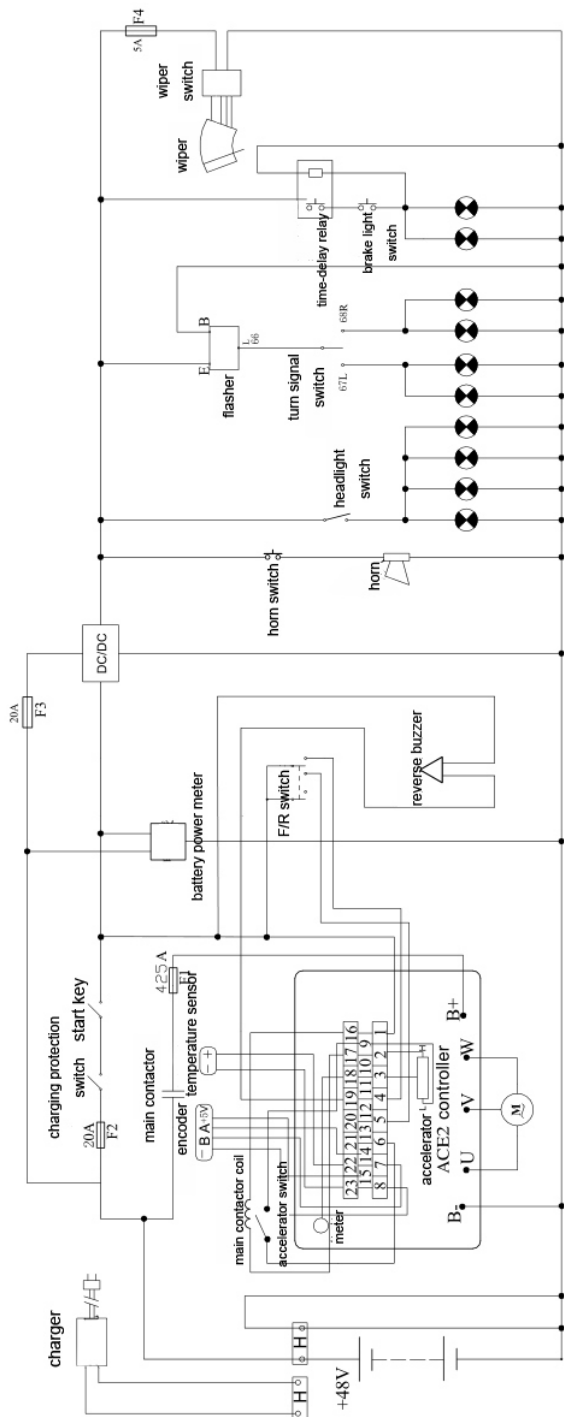 charger
H
H
+48V
20A
F2
charging protection
switch
start key
main contactor
425A
F1
encoder
- B A +5V
temperature sensor
- +
main contactor coil
accelerator switch
meter
23 22 21 20 19 18 17 16
15 14 13 12 11 10 9
8 7 6 5 4 3 2 1
L H
accelerator
ACE2 controller
B- U V W B+
M
20A
F3
battery power meter
F/R switch
reverse buzzer
DC/DC
horn switch
horn
headlight
switch
flasher
E B
L
66
turn signal
switch
67L 68R
time-delay relay
brake light
switch
wiper
wiper
switch
5A
F4